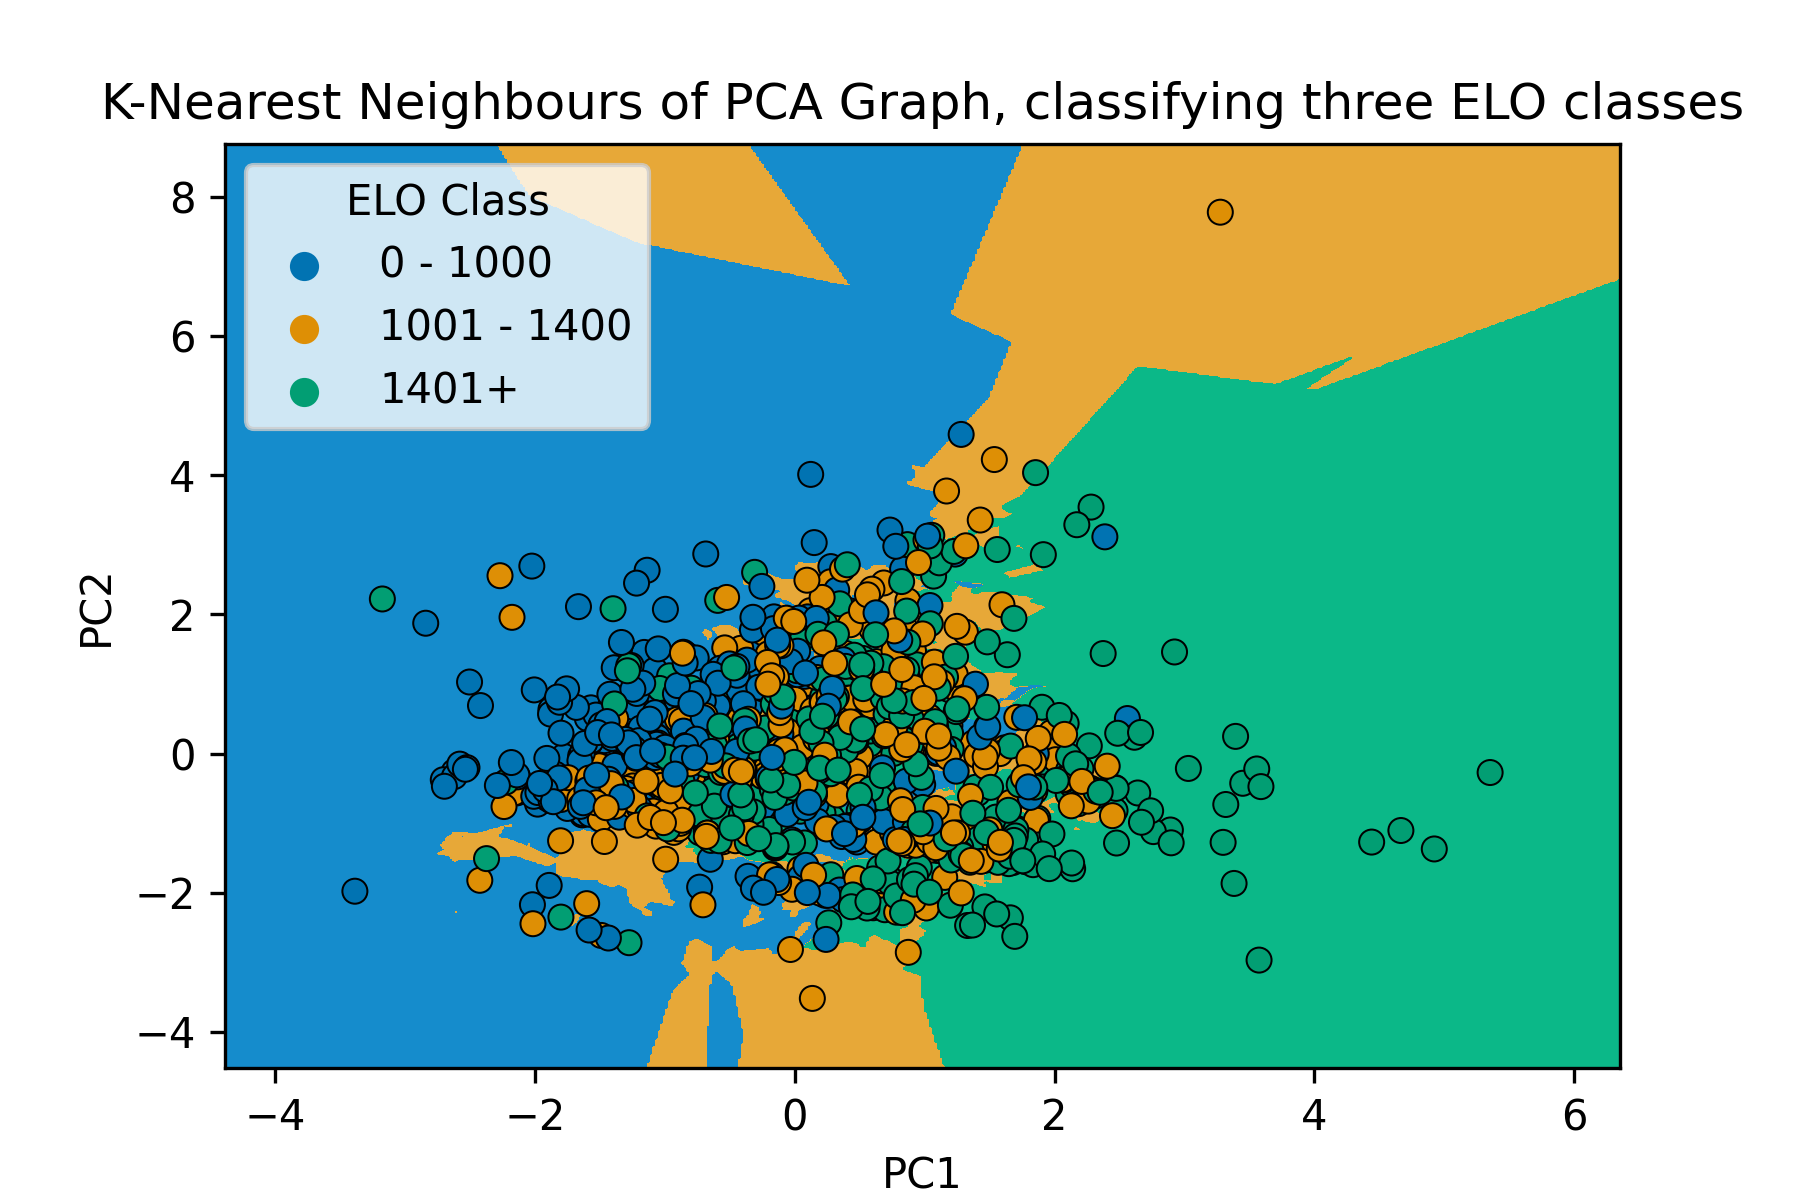 K-Nearest Neighbours of PCA Graph, classifying three ELO classes
ELO Class
0 - 1000
1001 - 1400
1401+
8
6
4
2
0
−2
−4
PC2
−4 −2 0 2 4 6
PC1